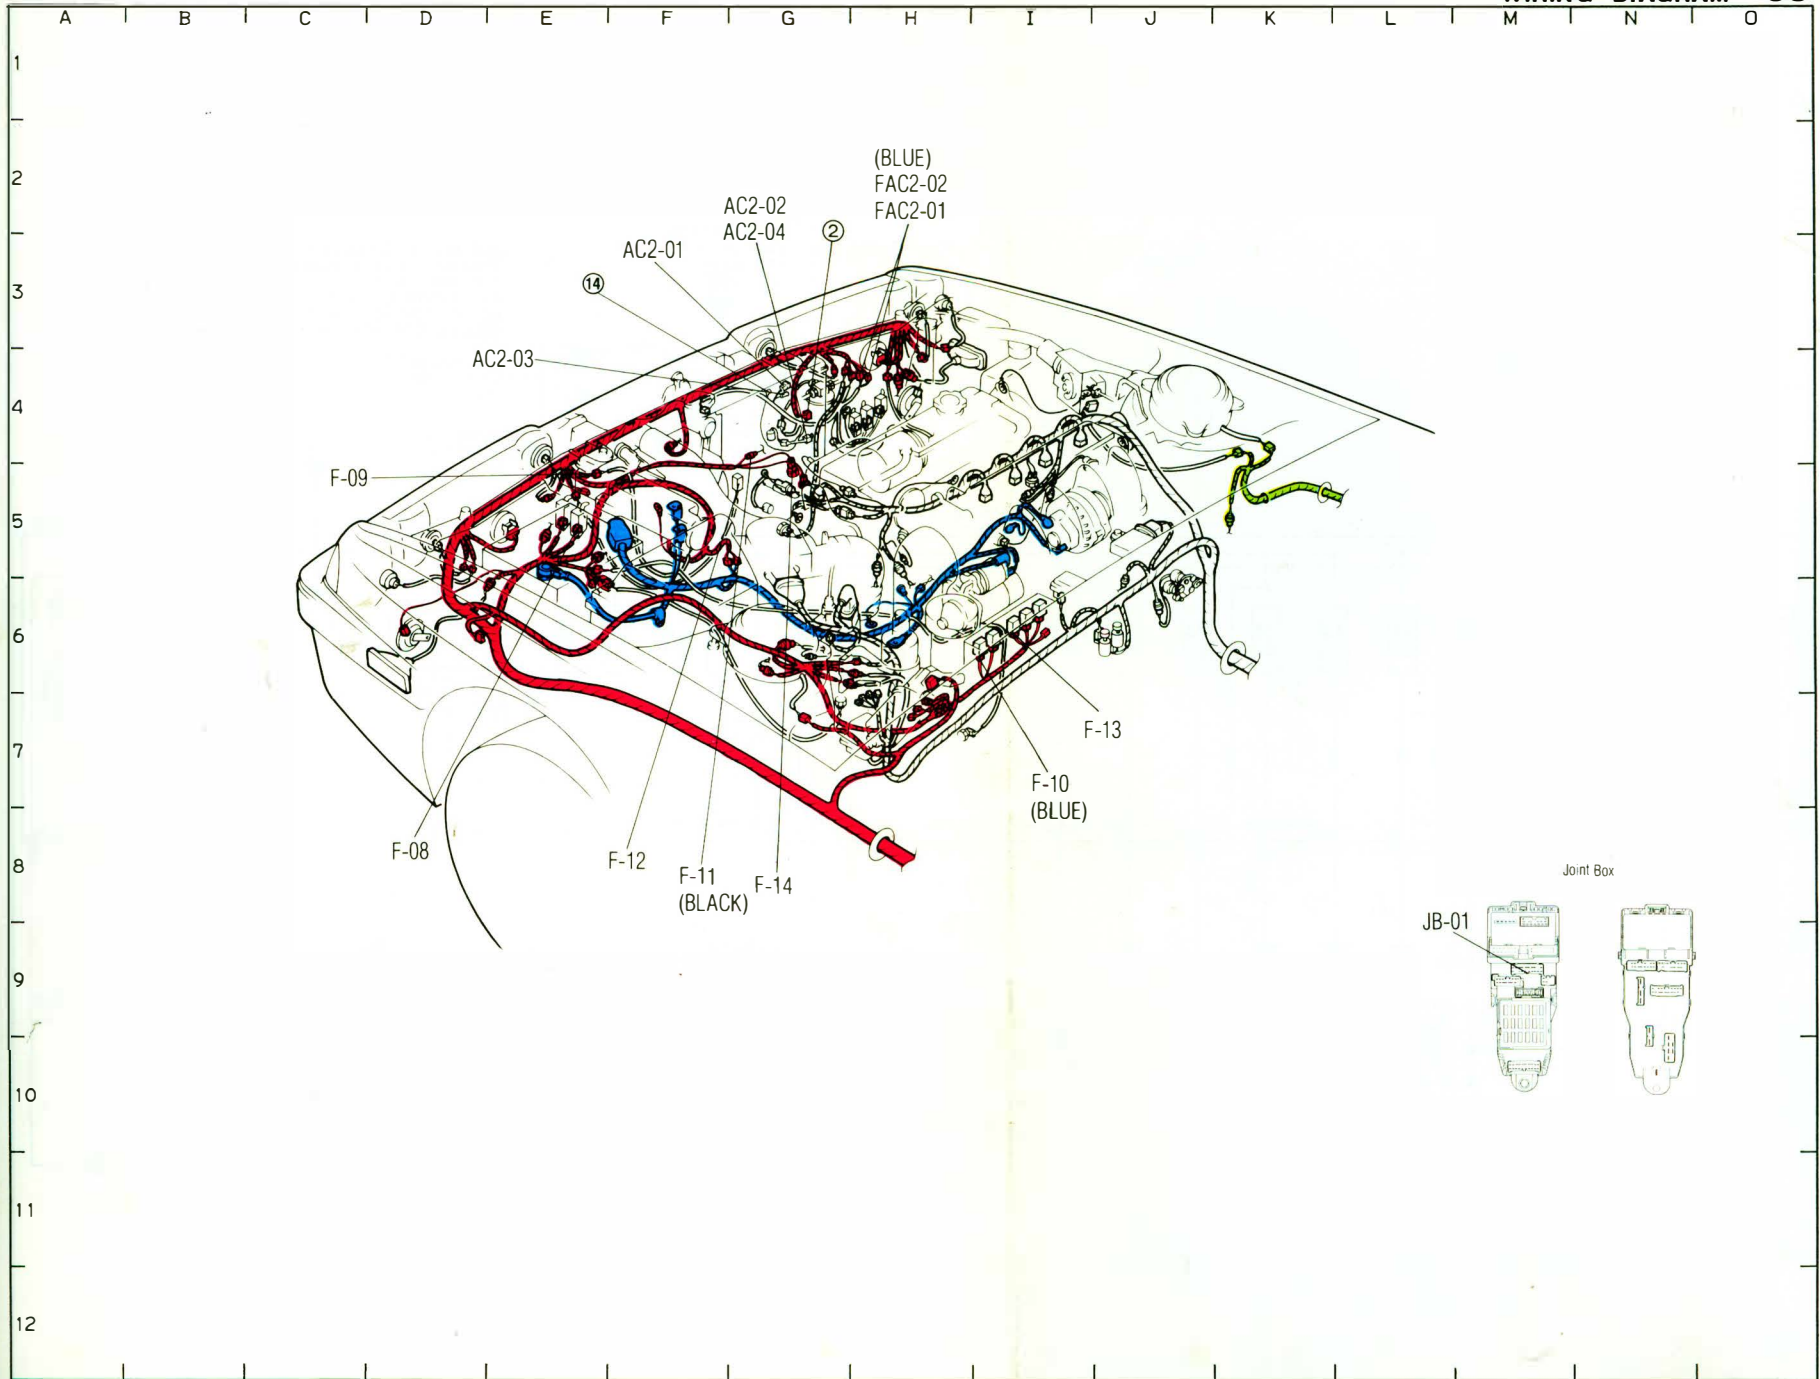 A B C D E F G H I J K L M N O
1
2
3
4
5
6
7
8
9
10
11
12
(BLUE)
FAC2-02
FAC2-01
AC2-02
AC2-04
2
AC2-01
14
AC2-03
F-09
F-13
F-10
(BLUE)
F-08
F-12
F-11
(BLACK)
F-14
Joint Box
JB-01